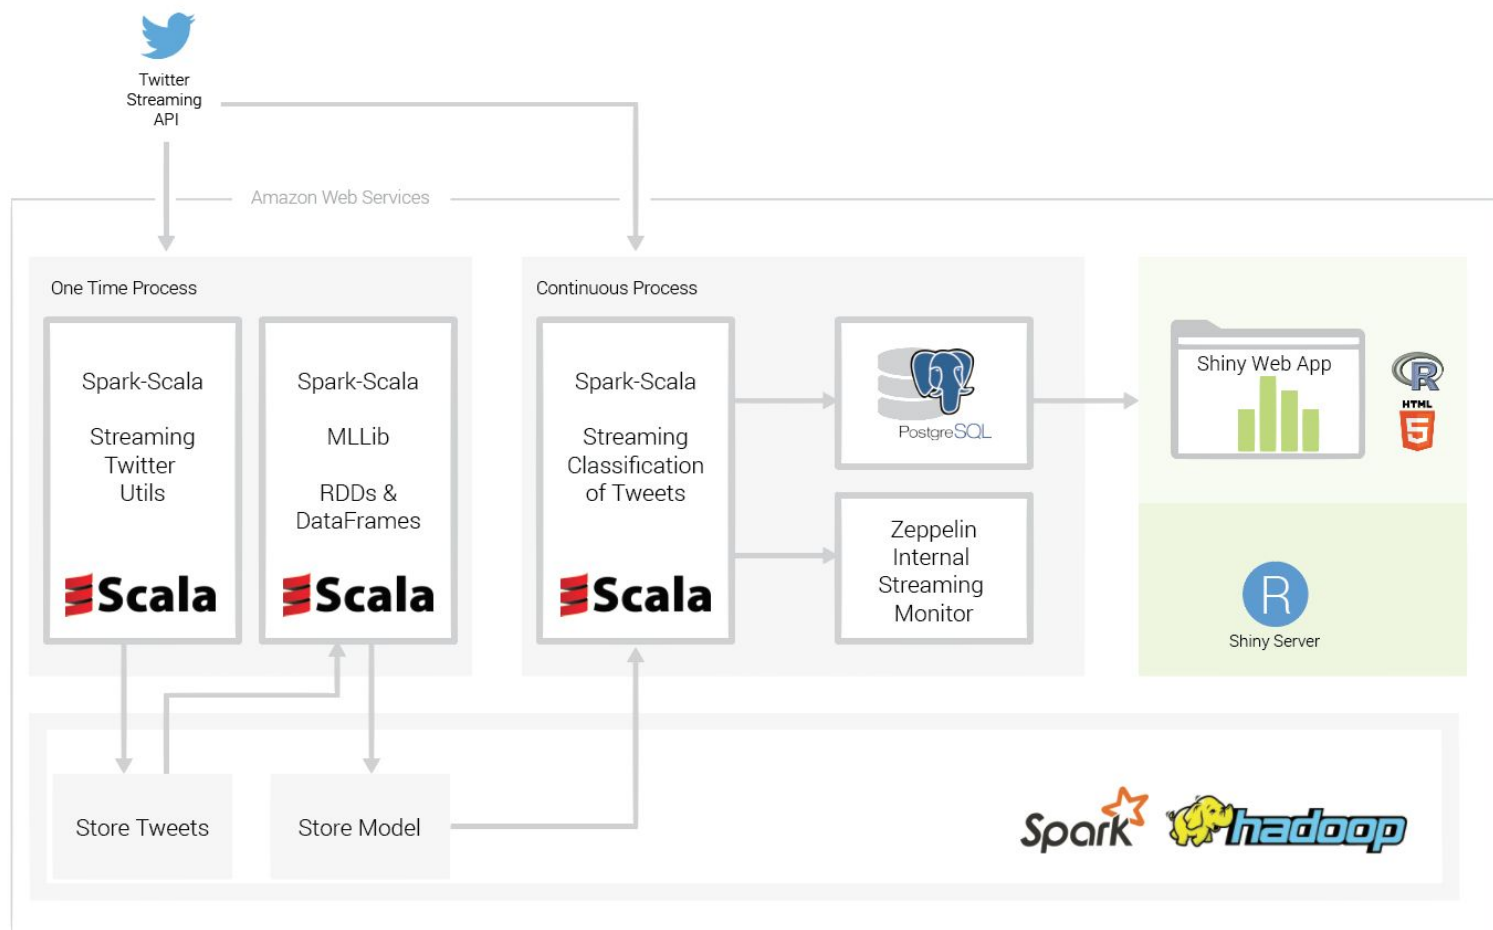 Twitter
Streaming
API
Amazon Web Services
One Time Process
Spark-Scala
Streaming
Twitter
Utils
Scala
Spark-Scala
MLLib
RDDs &
DataFrames
Scala
Continuous Process
Spark-Scala
Streaming
Classification
of Tweets
Scala
PostgreSQL
Zeppelin
Internal
Streaming
Monitor
Shiny Web App
R
HTML
5
R
Shiny Server
Store Tweets
Store Model
Spark
hadoop